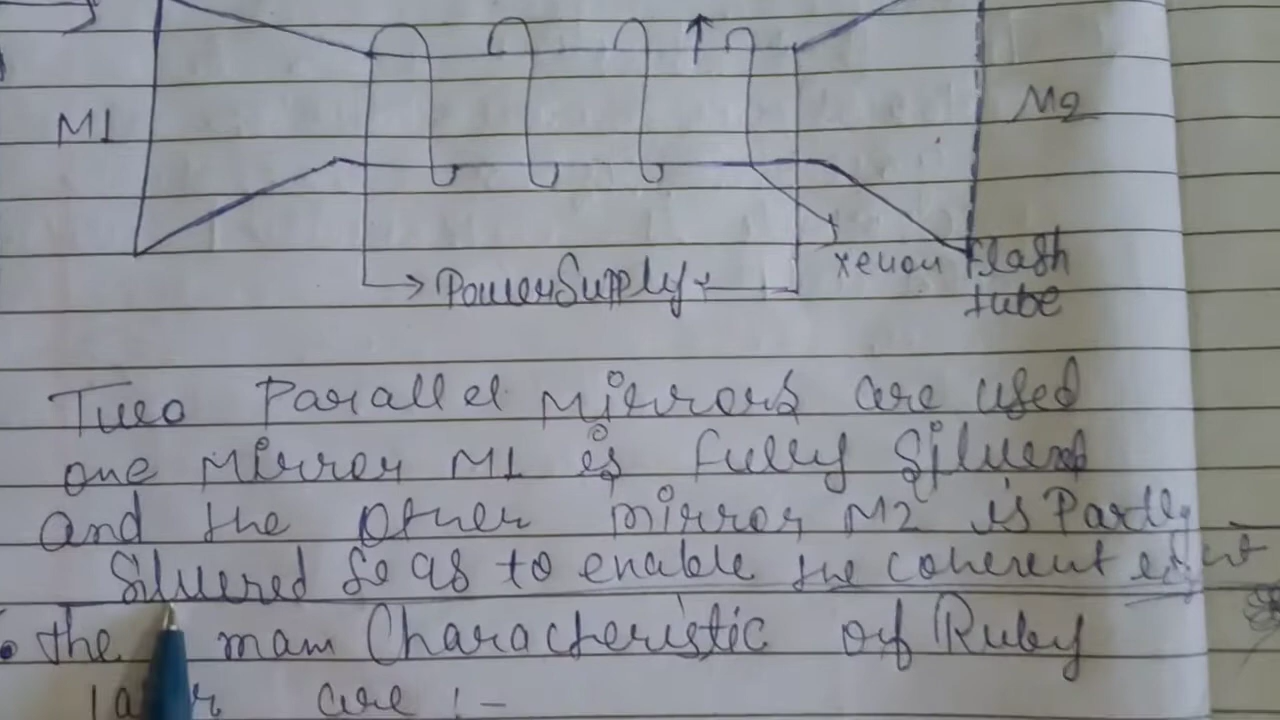 M1
M2
Xenon flash
tube
Power Supply
Two Parallel mirrors are used
one mirror M1 is fully Silvered
and the other mirror M2 is Partly
Silvered so as to enable the coherent
the main Characteristic of Ruby
are :-